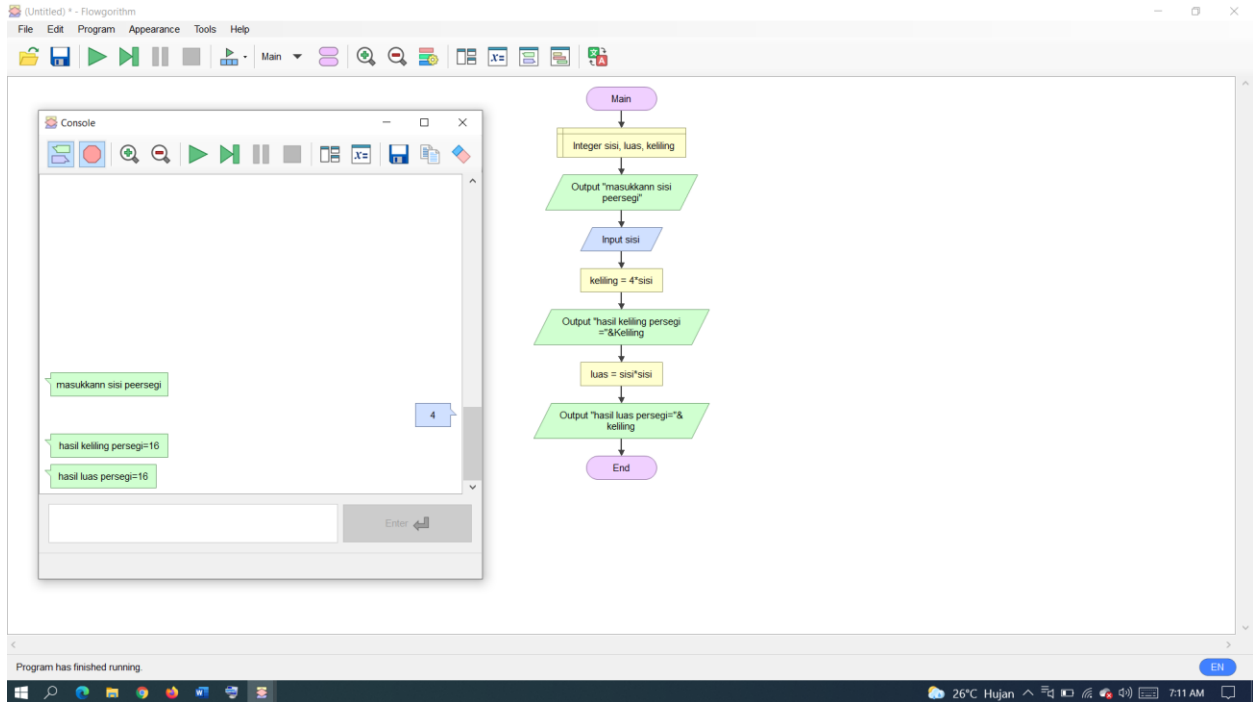 (Untitled) * - Flowgorithm
File Edit Program Appearance Tools Help
Main
Console
masukkann sisi peersegi
4
hasil keliling persegi=16
hasil luas persegi=16
Enter
Main
Integer sisi, luas, keliling
Output "masukkann sisi
peersegi"
Input sisi
keliling = 4*sisi
Output "hasil keliling persegi
="&Keliling
luas = sisi*sisi
Output "hasil luas persegi="&
keliling
End
Program has finished running.
EN
26°C Hujan
7:11 AM